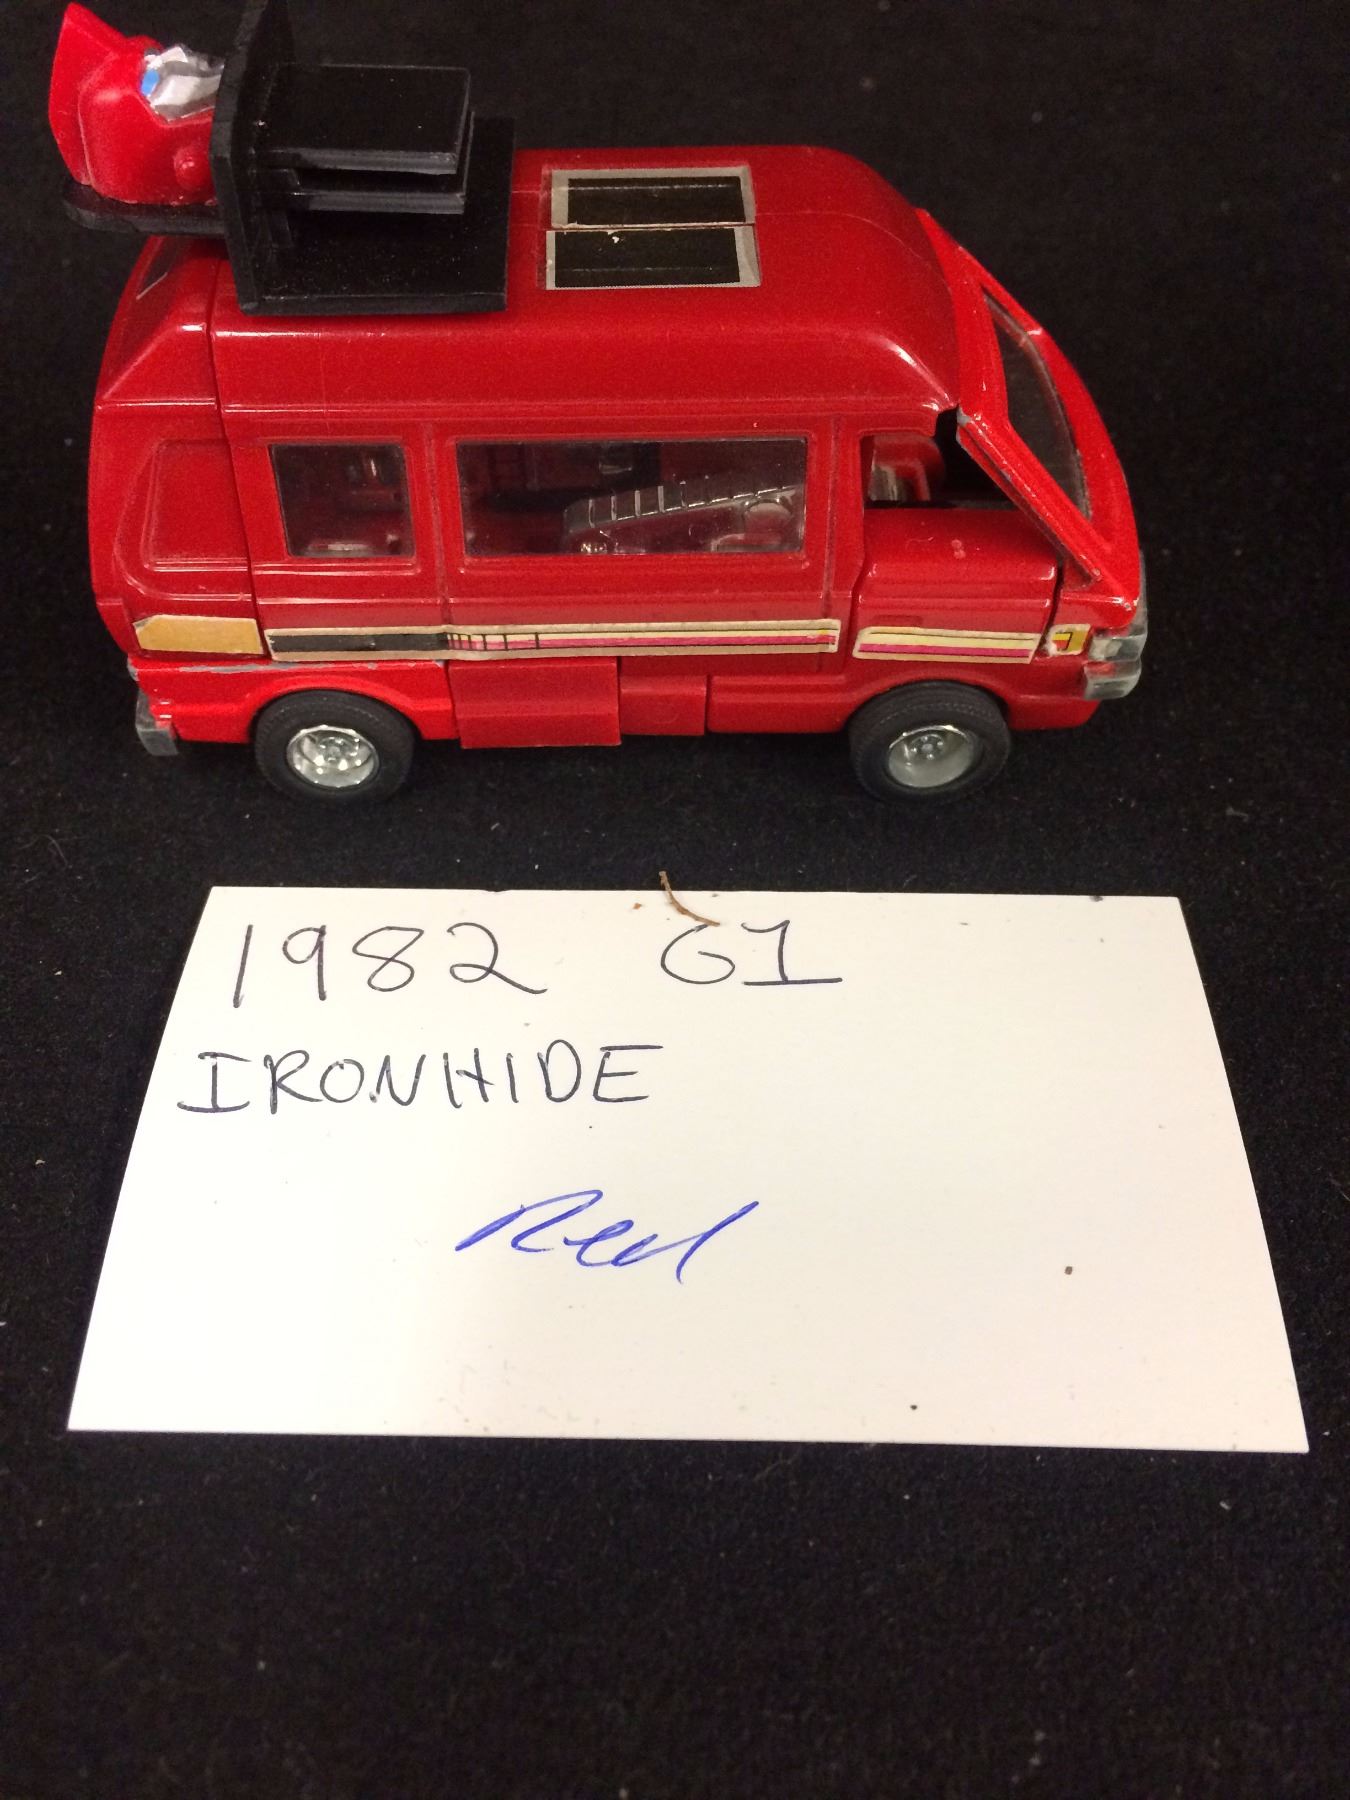 1982 G1
IRONHIDE
Red